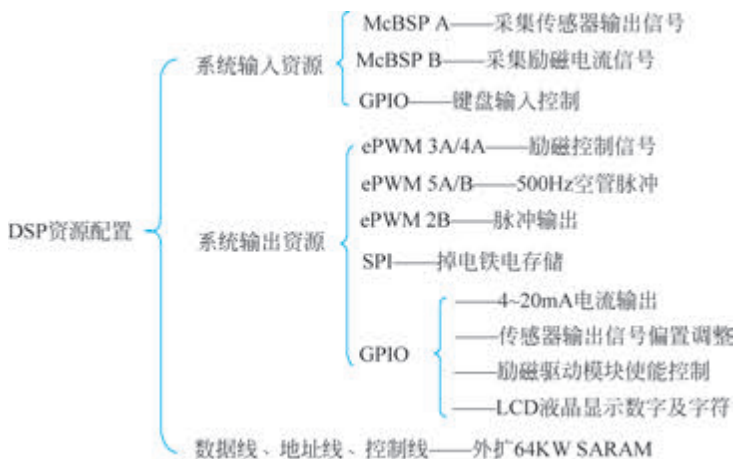 McBSP A——采集传感器输出信号
系统输入资源
McBSP B——采集励磁电流信号
GPIO——键盘输入控制
ePWM 3A/4A——励磁控制信号
ePWM 5A/B——500Hz空管脉冲
ePWM 2B——脉冲输出
DSP资源配置
系统输出资源
SPI——掉电铁电存储
——4~20mA电流输出
——传感器输出信号偏置调整
GPIO
——励磁驱动模块使能控制
——LCD液晶显示数字及字符
数据线、地址线、控制线——外扩64KW SARAM